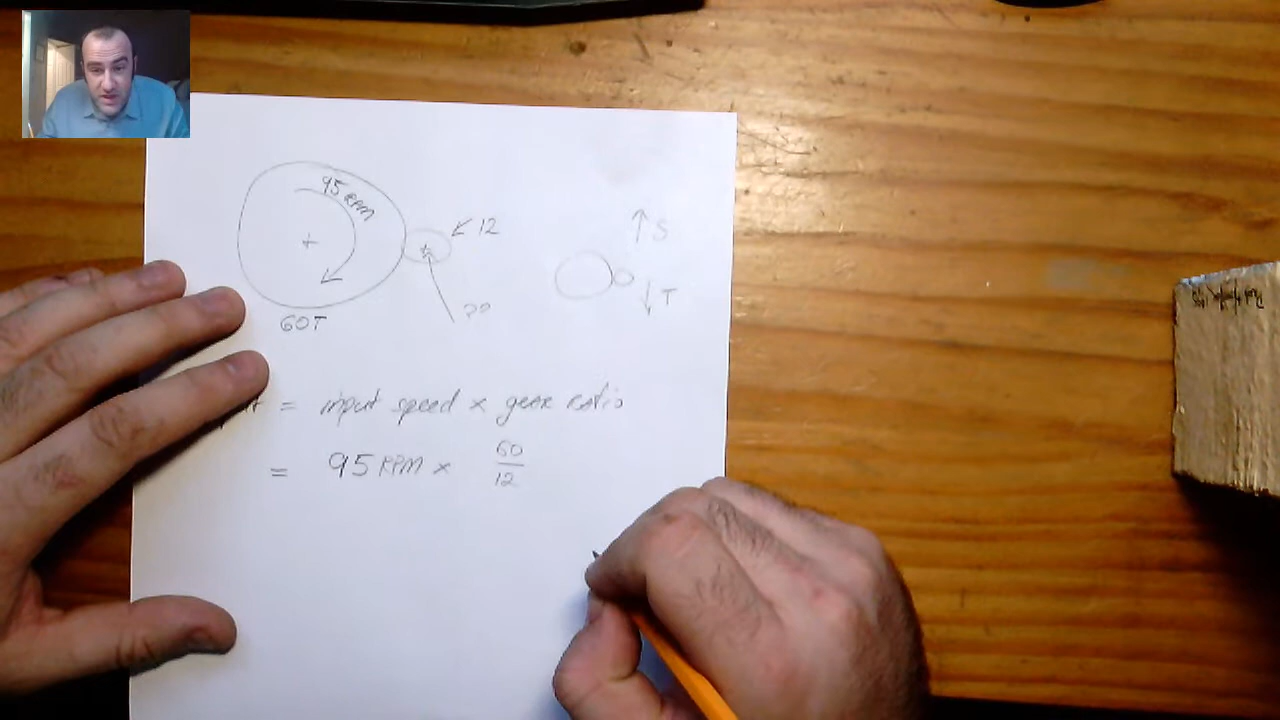 95 RPM
12
??
60T
↑ S
↓ T
= input speed × gear ratio
= 95 RPM × 60/12